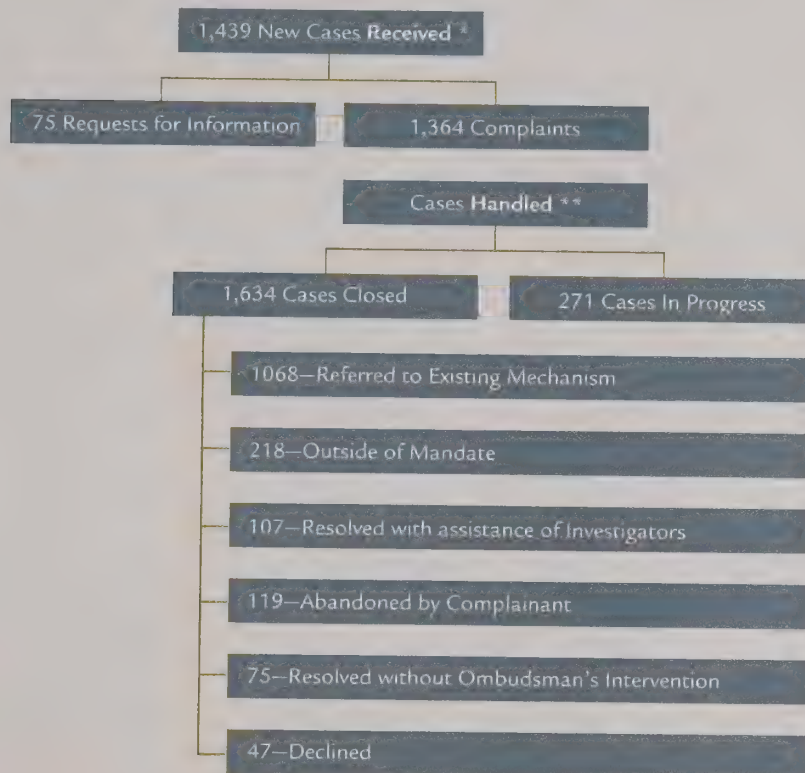 1,439 New Cases Received *
75 Requests for Information
1,364 Complaints
Cases Handled **
1,634 Cases Closed
271 Cases In Progress
1068—Referred to Existing Mechanism
218—Outside of Mandate
107—Resolved with assistance of Investigators
119—Abandoned by Complainant
75—Resolved without Ombudsman's Intervention
47—Declined